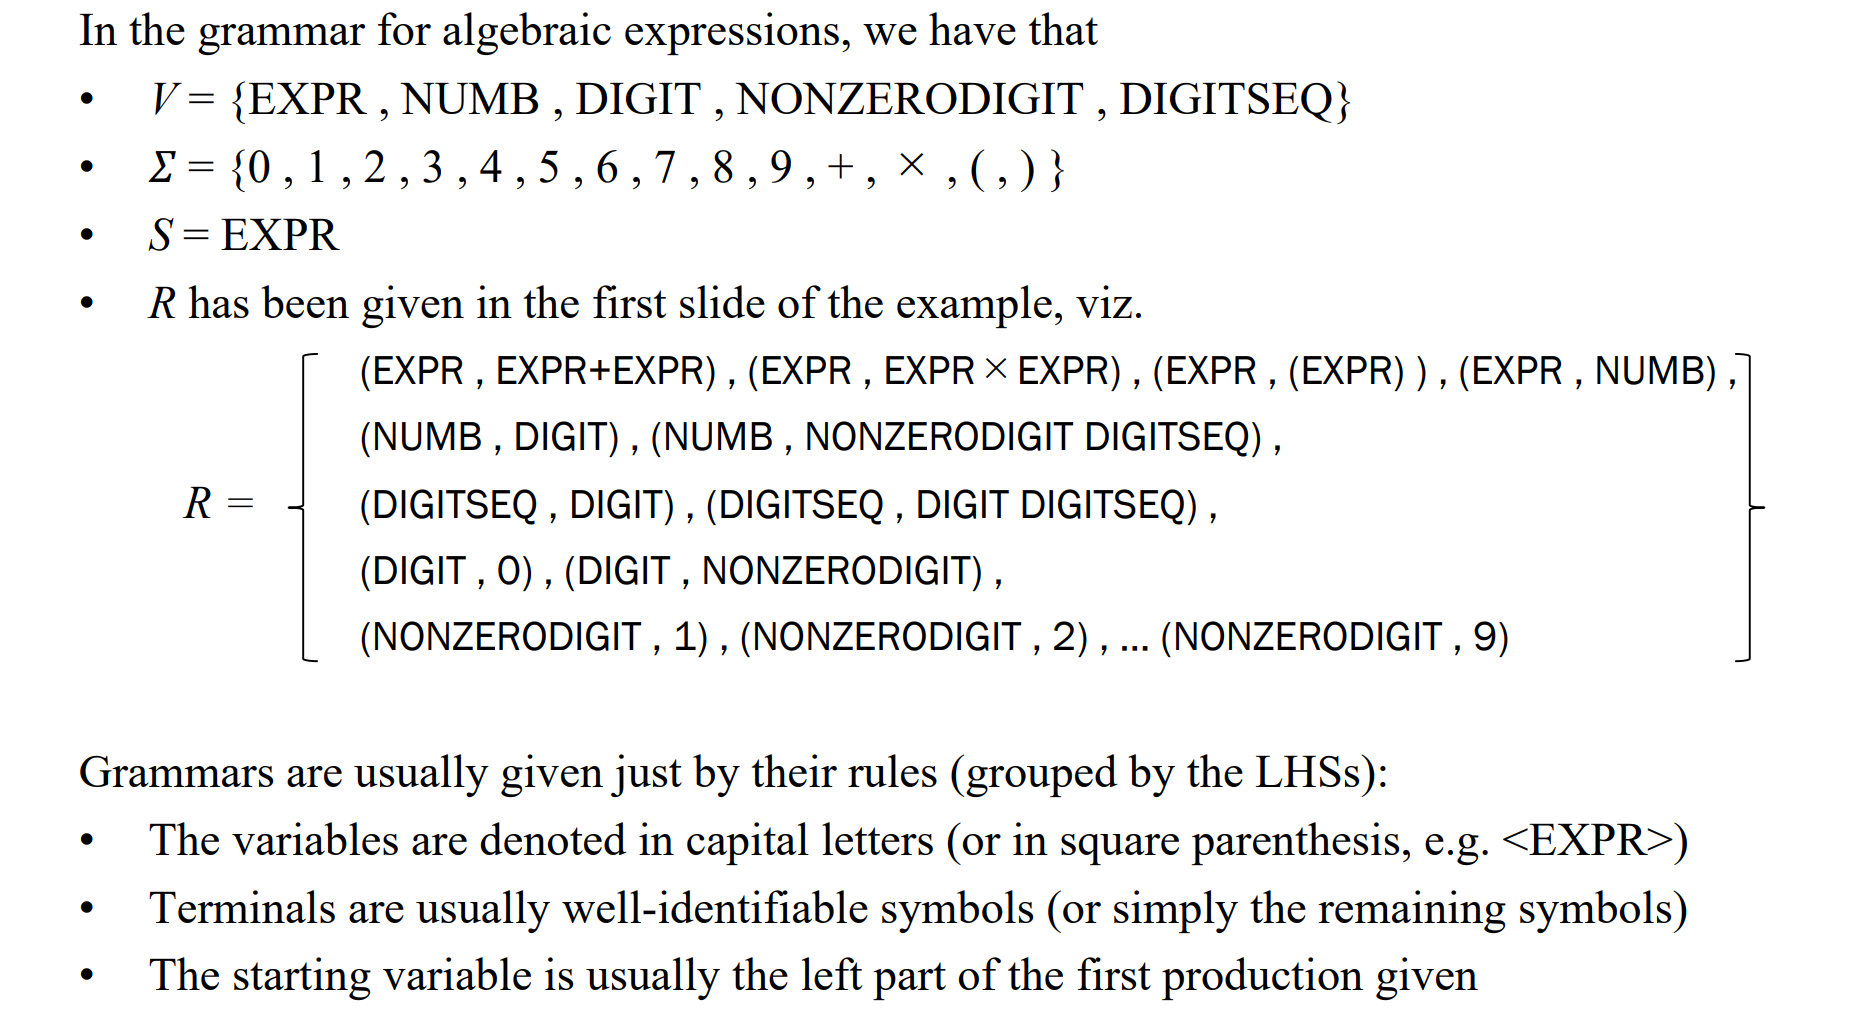 In the grammar for algebraic expressions, we have that
• V = {EXPR , NUMB , DIGIT , NONZERODIGIT , DIGITSEQ}
• Σ = {0 , 1 , 2 , 3 , 4 , 5 , 6 , 7 , 8 , 9 , + , × , ( , ) }
• S = EXPR
• R has been given in the first slide of the example, viz.
(EXPR , EXPR+EXPR) , (EXPR , EXPR × EXPR) , (EXPR , (EXPR) ) , (EXPR , NUMB) ,
(NUMB , DIGIT) , (NUMB , NONZERODIGIT DIGITSEQ) ,
R = { (DIGITSEQ , DIGIT) , (DIGITSEQ , DIGIT DIGITSEQ) , }
(DIGIT , 0) , (DIGIT , NONZERODIGIT) ,
(NONZERODIGIT , 1) , (NONZERODIGIT , 2) , ... (NONZERODIGIT , 9)
Grammars are usually given just by their rules (grouped by the LHSs):
• The variables are denoted in capital letters (or in square parenthesis, e.g. <EXPR>)
• Terminals are usually well-identifiable symbols (or simply the remaining symbols)
• The starting variable is usually the left part of the first production given